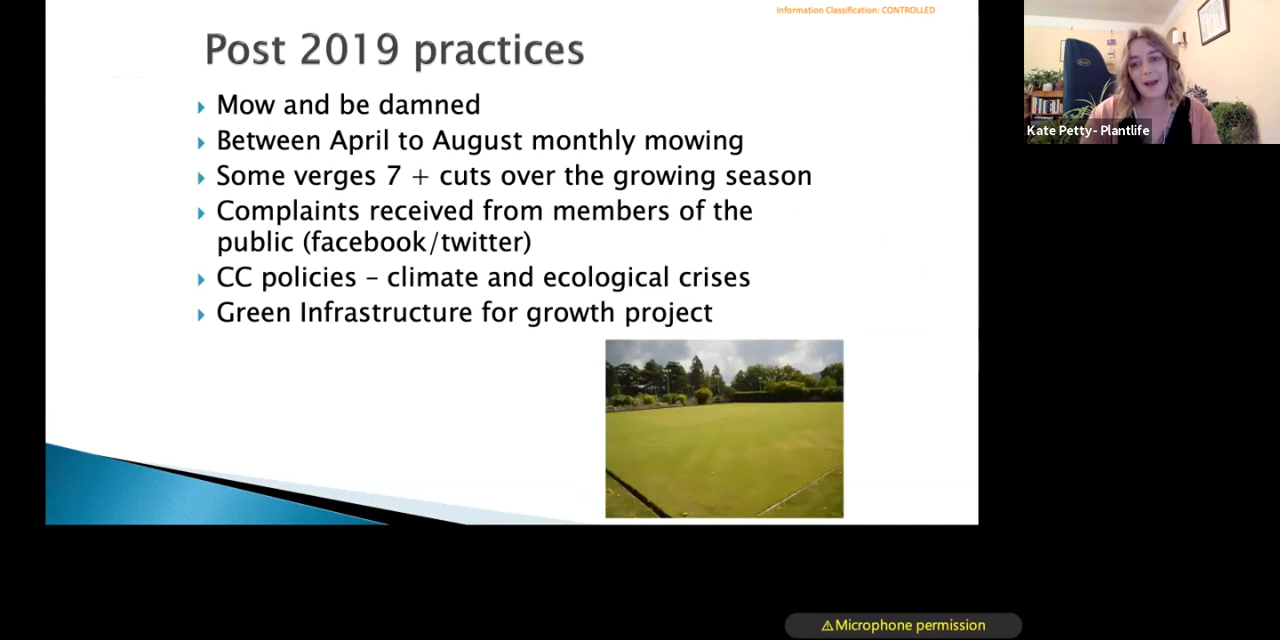 Information Classification: CONTROLLED
Post 2019 practices
Mow and be damned
Between April to August monthly mowing
Some verges 7 + cuts over the growing season
Complaints received from members of the
public (facebook/twitter)
CC policies – climate and ecological crises
Green Infrastructure for growth project
Kate Petty- Plantlife
⚠Microphone permission